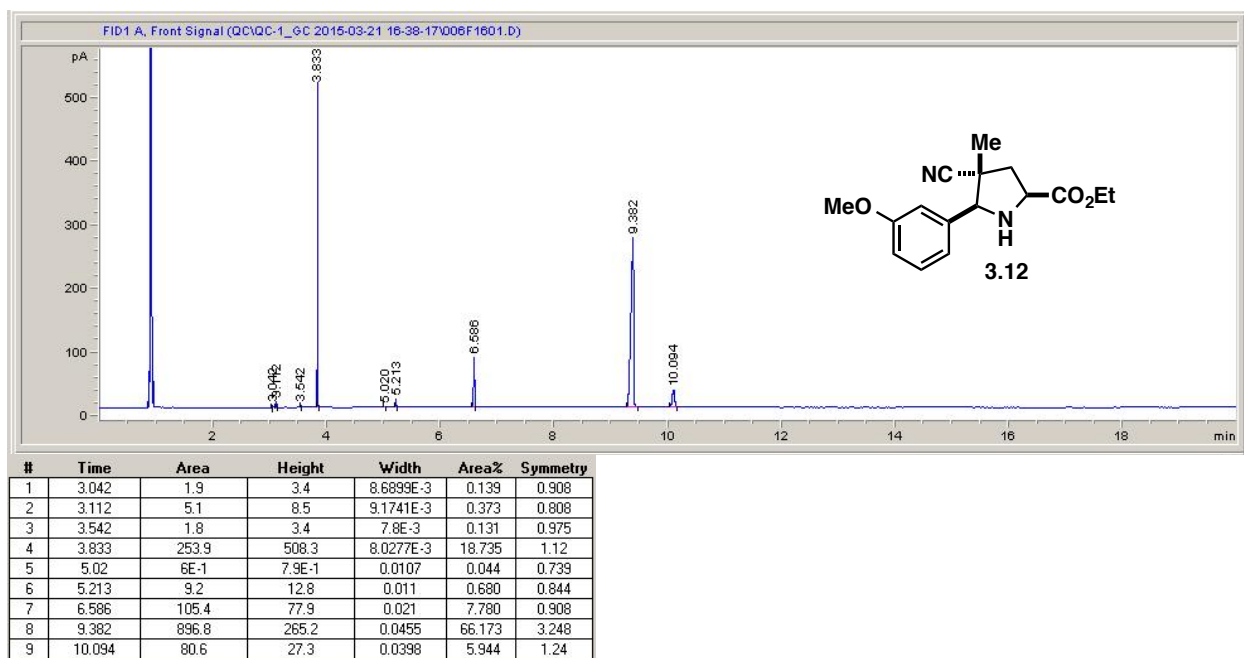 FID1 A, Front Signal (QC\QC-1_GC 2015-03-21 16-38-17\006F1601.D)
pA
500
400
300
200
100
0
3.042
3.112
3.542
3.833
5.020
5.213
6.586
9.382
10.094
2 4 6 8 10 12 14 16 18 min
Me
NC
CO2Et
MeO
N
H
3.12
# Time Area Height Width Area% Symmetry
1 3.042 1.9 3.4 8.6899E-3 0.139 0.908
2 3.112 5.1 8.5 9.1741E-3 0.373 0.808
3 3.542 1.8 3.4 7.8E-3 0.131 0.975
4 3.833 253.9 508.3 8.0277E-3 18.735 1.12
5 5.02 6E-1 7.9E-1 0.0107 0.044 0.739
6 5.213 9.2 12.8 0.011 0.680 0.844
7 6.586 105.4 77.9 0.021 7.780 0.908
8 9.382 896.8 265.2 0.0455 66.173 3.248
9 10.094 80.6 27.3 0.0398 5.944 1.24